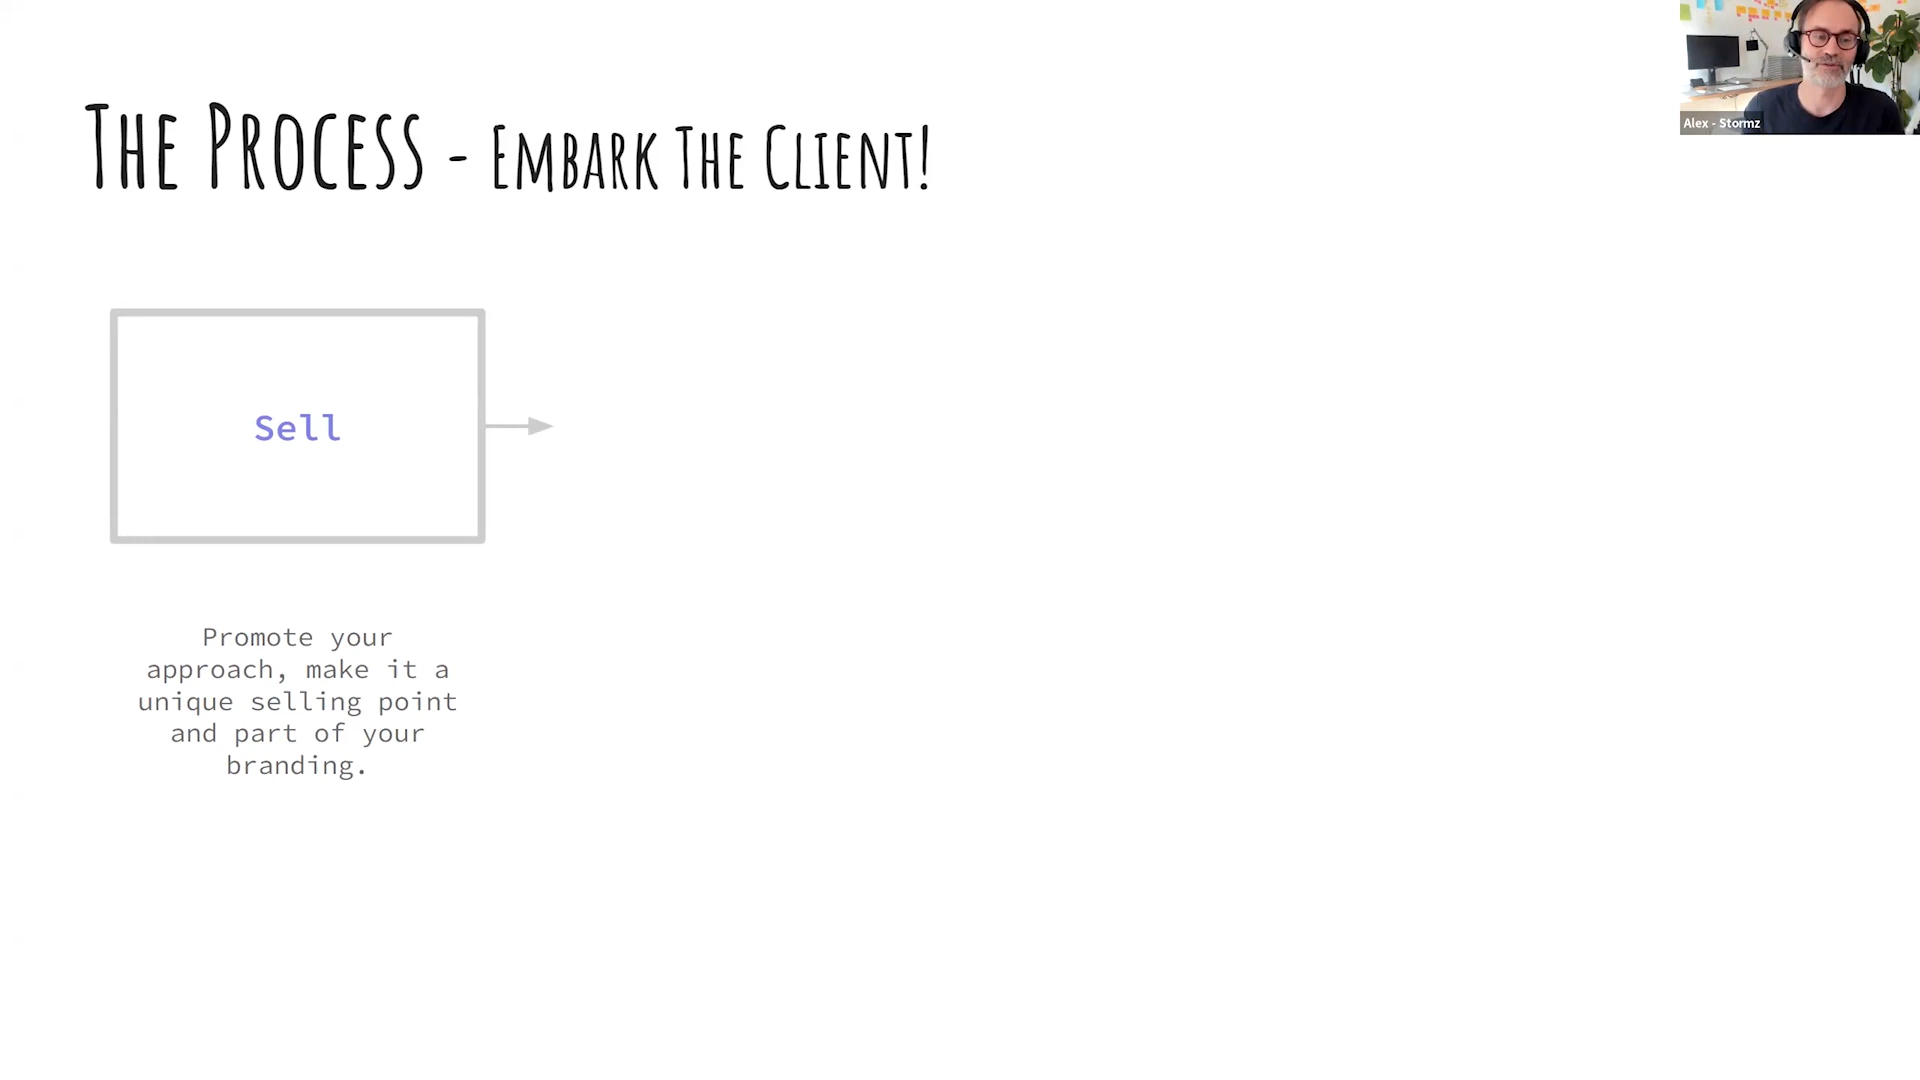 The Process - Embark The Client!
Alex - Stormz
Sell
Promote your
approach, make it a
unique selling point
and part of your
branding.